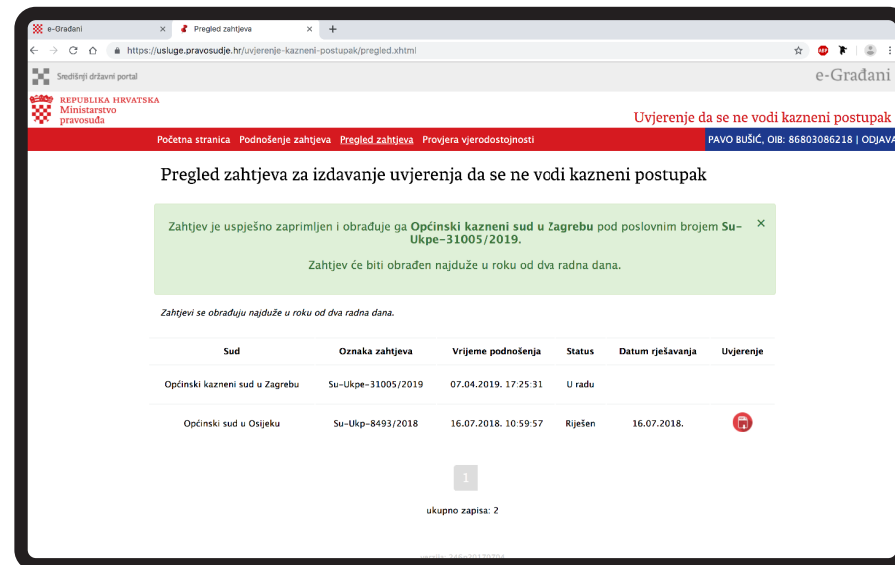 e-Građani
Pregled zahtjeva
https://usluge.pravosudje.hr/uvjerenje-kazneni-postupak/pregled.xhtml
ABP
Središnji državni portal
e-Građani
REPUBLIKA HRVATSKA
Ministarstvo
pravosuđa
Uvjerenje da se ne vodi kazneni postupak
Početna stranica Podnošenje zahtjeva Pregled zahtjeva Provjera vjerodostojnosti
PAVO BUŠIĆ, OIB: 86803086218 | ODJAVA
Pregled zahtjeva za izdavanje uvjerenja da se ne vodi kazneni postupak
Zahtjev je uspješno zaprimljen i obrađuje ga Općinski kazneni sud u Zagrebu pod poslovnim brojem Su-
Ukpe-31005/2019.
Zahtjev će biti obrađen najduže u roku od dva radna dana.
Zahtjevi se obrađuju najduže u roku od dva radna dana.
Sud Oznaka zahtjeva Vrijeme podnošenja Status Datum rješavanja Uvjerenje
Općinski kazneni sud u Zagrebu Su-Ukpe-31005/2019 07.04.2019. 17:25:31 U radu
Općinski sud u Osijeku Su-Ukp-8493/2018 16.07.2018. 10:59:57 Riješen 16.07.2018.
1
ukupno zapisa: 2